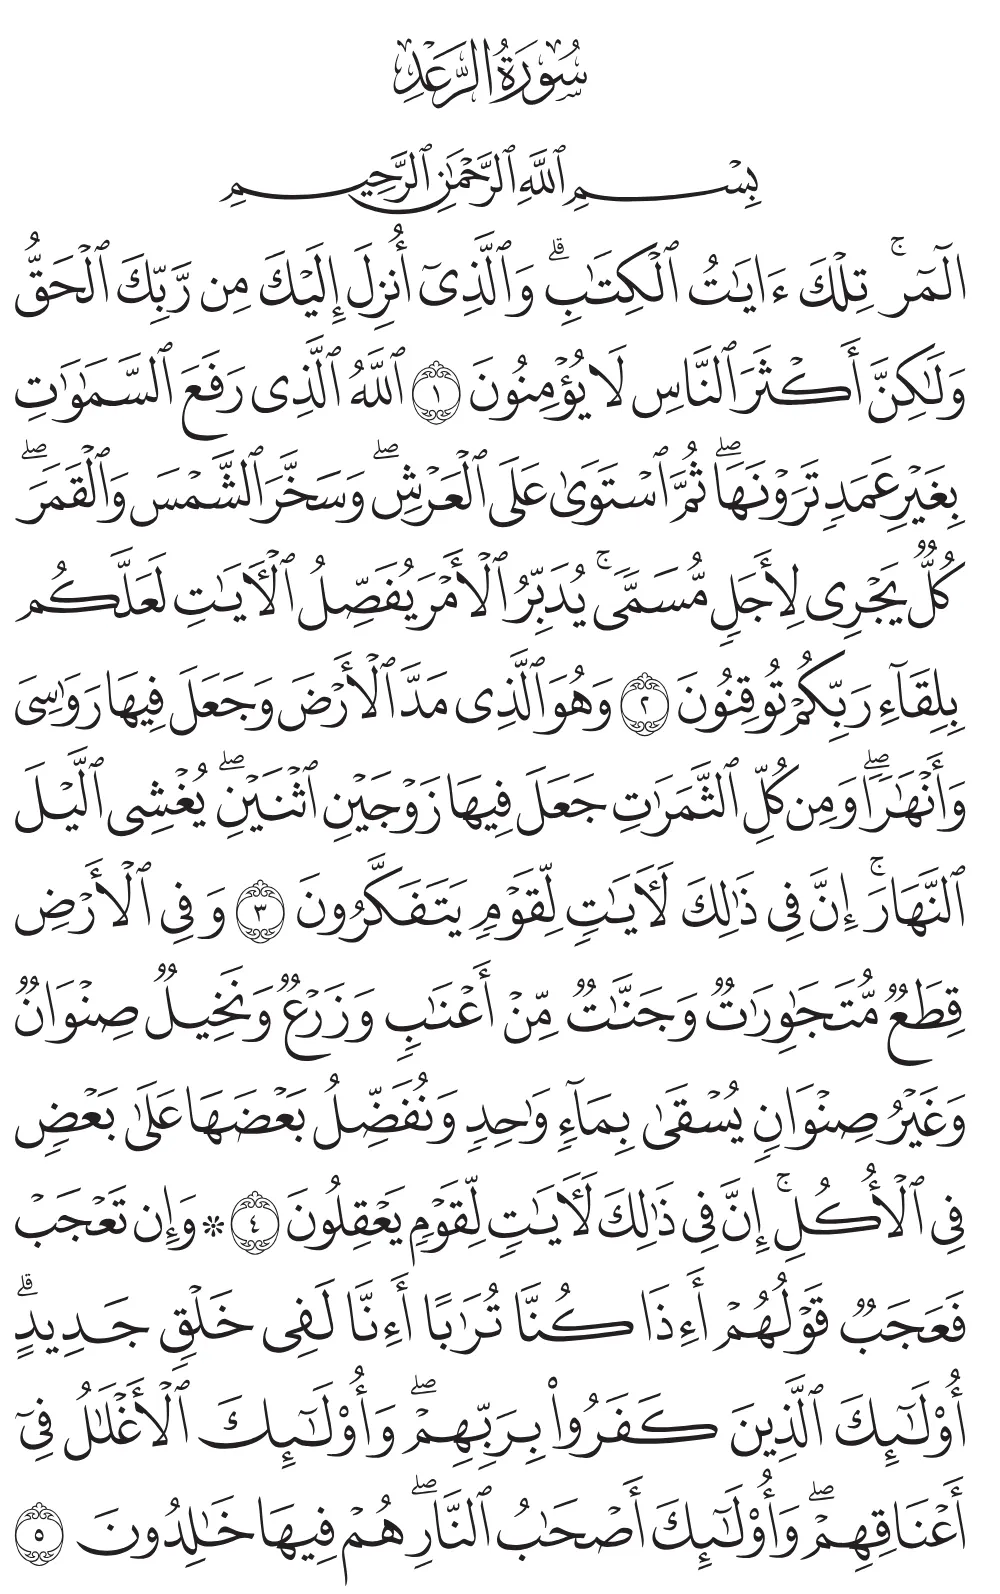 سُورَةُ الرَّعْدِ
بِسْمِ ٱللَّهِ ٱلرَّحْمَٰنِ ٱلرَّحِيمِ
الٓمٓرۚ تِلْكَ ءَايَٰتُ ٱلْكِتَٰبِۗ وَٱلَّذِىٓ أُنزِلَ إِلَيْكَ مِن رَّبِّكَ ٱلْحَقُّ
وَلَٰكِنَّ أَكْثَرَ ٱلنَّاسِ لَا يُؤْمِنُونَ ١ ٱللَّهُ ٱلَّذِى رَفَعَ ٱلسَّمَٰوَٰتِ
بِغَيْرِ عَمَدٍ تَرَوْنَهَاۖ ثُمَّ ٱسْتَوَىٰ عَلَى ٱلْعَرْشِۖ وَسَخَّرَ ٱلشَّمْسَ وَٱلْقَمَرَۖ
كُلٌّ يَجْرِى لِأَجَلٍ مُّسَمًّىۚ يُدَبِّرُ ٱلْأَمْرَ يُفَصِّلُ ٱلْـَٔايَٰتِ لَعَلَّكُم
بِلِقَآءِ رَبِّكُمْ تُوقِنُونَ ٢ وَهُوَ ٱلَّذِى مَدَّ ٱلْأَرْضَ وَجَعَلَ فِيهَا رَوَٰسِىَ
وَأَنْهَٰرًاۖ وَمِن كُلِّ ٱلثَّمَرَٰتِ جَعَلَ فِيهَا زَوْجَيْنِ ٱثْنَيْنِۖ يُغْشِى ٱلَّيْلَ
ٱلنَّهَارَۚ إِنَّ فِى ذَٰلِكَ لَـَٔايَٰتٍ لِّقَوْمٍ يَتَفَكَّرُونَ ٣ وَفِى ٱلْأَرْضِ
قِطَعٌ مُّتَجَٰوِرَٰتٌ وَجَنَّٰتٌ مِّنْ أَعْنَٰبٍ وَزَرْعٌ وَنَخِيلٌ صِنْوَانٌ
وَغَيْرُ صِنْوَانٍ يُسْقَىٰ بِمَآءٍ وَٰحِدٍ وَنُفَضِّلُ بَعْضَهَا عَلَىٰ بَعْضٍ
فِى ٱلْأُكُلِۚ إِنَّ فِى ذَٰلِكَ لَـَٔايَٰتٍ لِّقَوْمٍ يَعْقِلُونَ ٤ ۞ وَإِن تَعْجَبْ
فَعَجَبٌ قَوْلُهُمْ أَءِذَا كُنَّا تُرَٰبًا أَءِنَّا لَفِى خَلْقٍ جَدِيدٍۗ
أُو۟لَٰٓئِكَ ٱلَّذِينَ كَفَرُوا۟ بِرَبِّهِمْۖ وَأُو۟لَٰٓئِكَ ٱلْأَغْلَٰلُ فِىٓ
أَعْنَاقِهِمْۖ وَأُو۟لَٰٓئِكَ أَصْحَٰبُ ٱلنَّارِۖ هُمْ فِيهَا خَٰلِدُونَ ٥